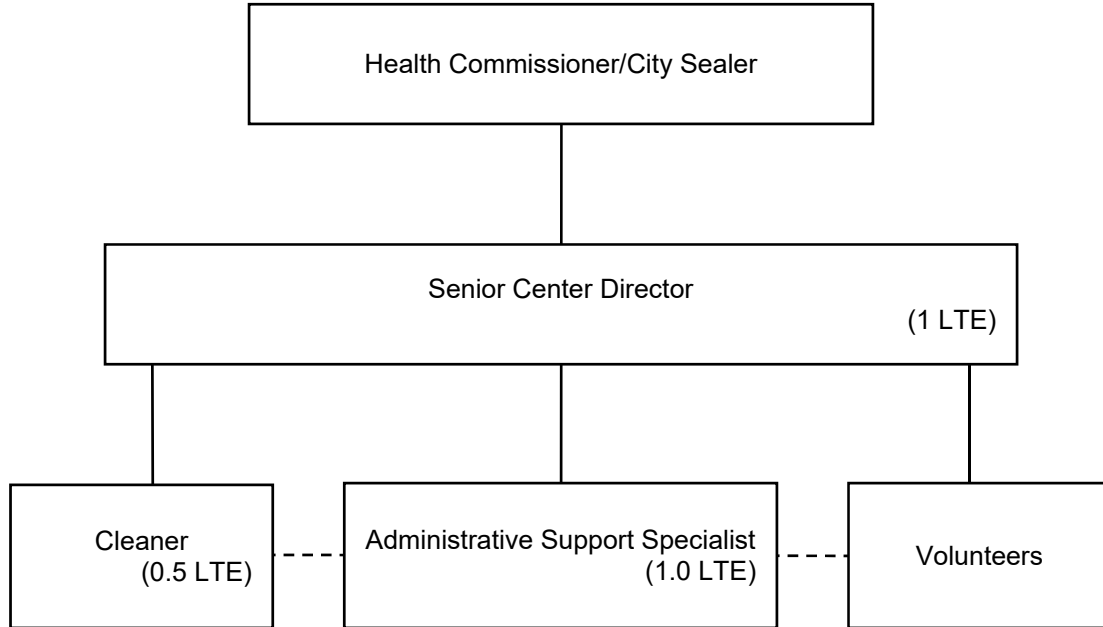 Health Commissioner/City Sealer
Senior Center Director
(1 LTE)
Cleaner
(0.5 LTE)
Administrative Support Specialist
(1.0 LTE)
Volunteers